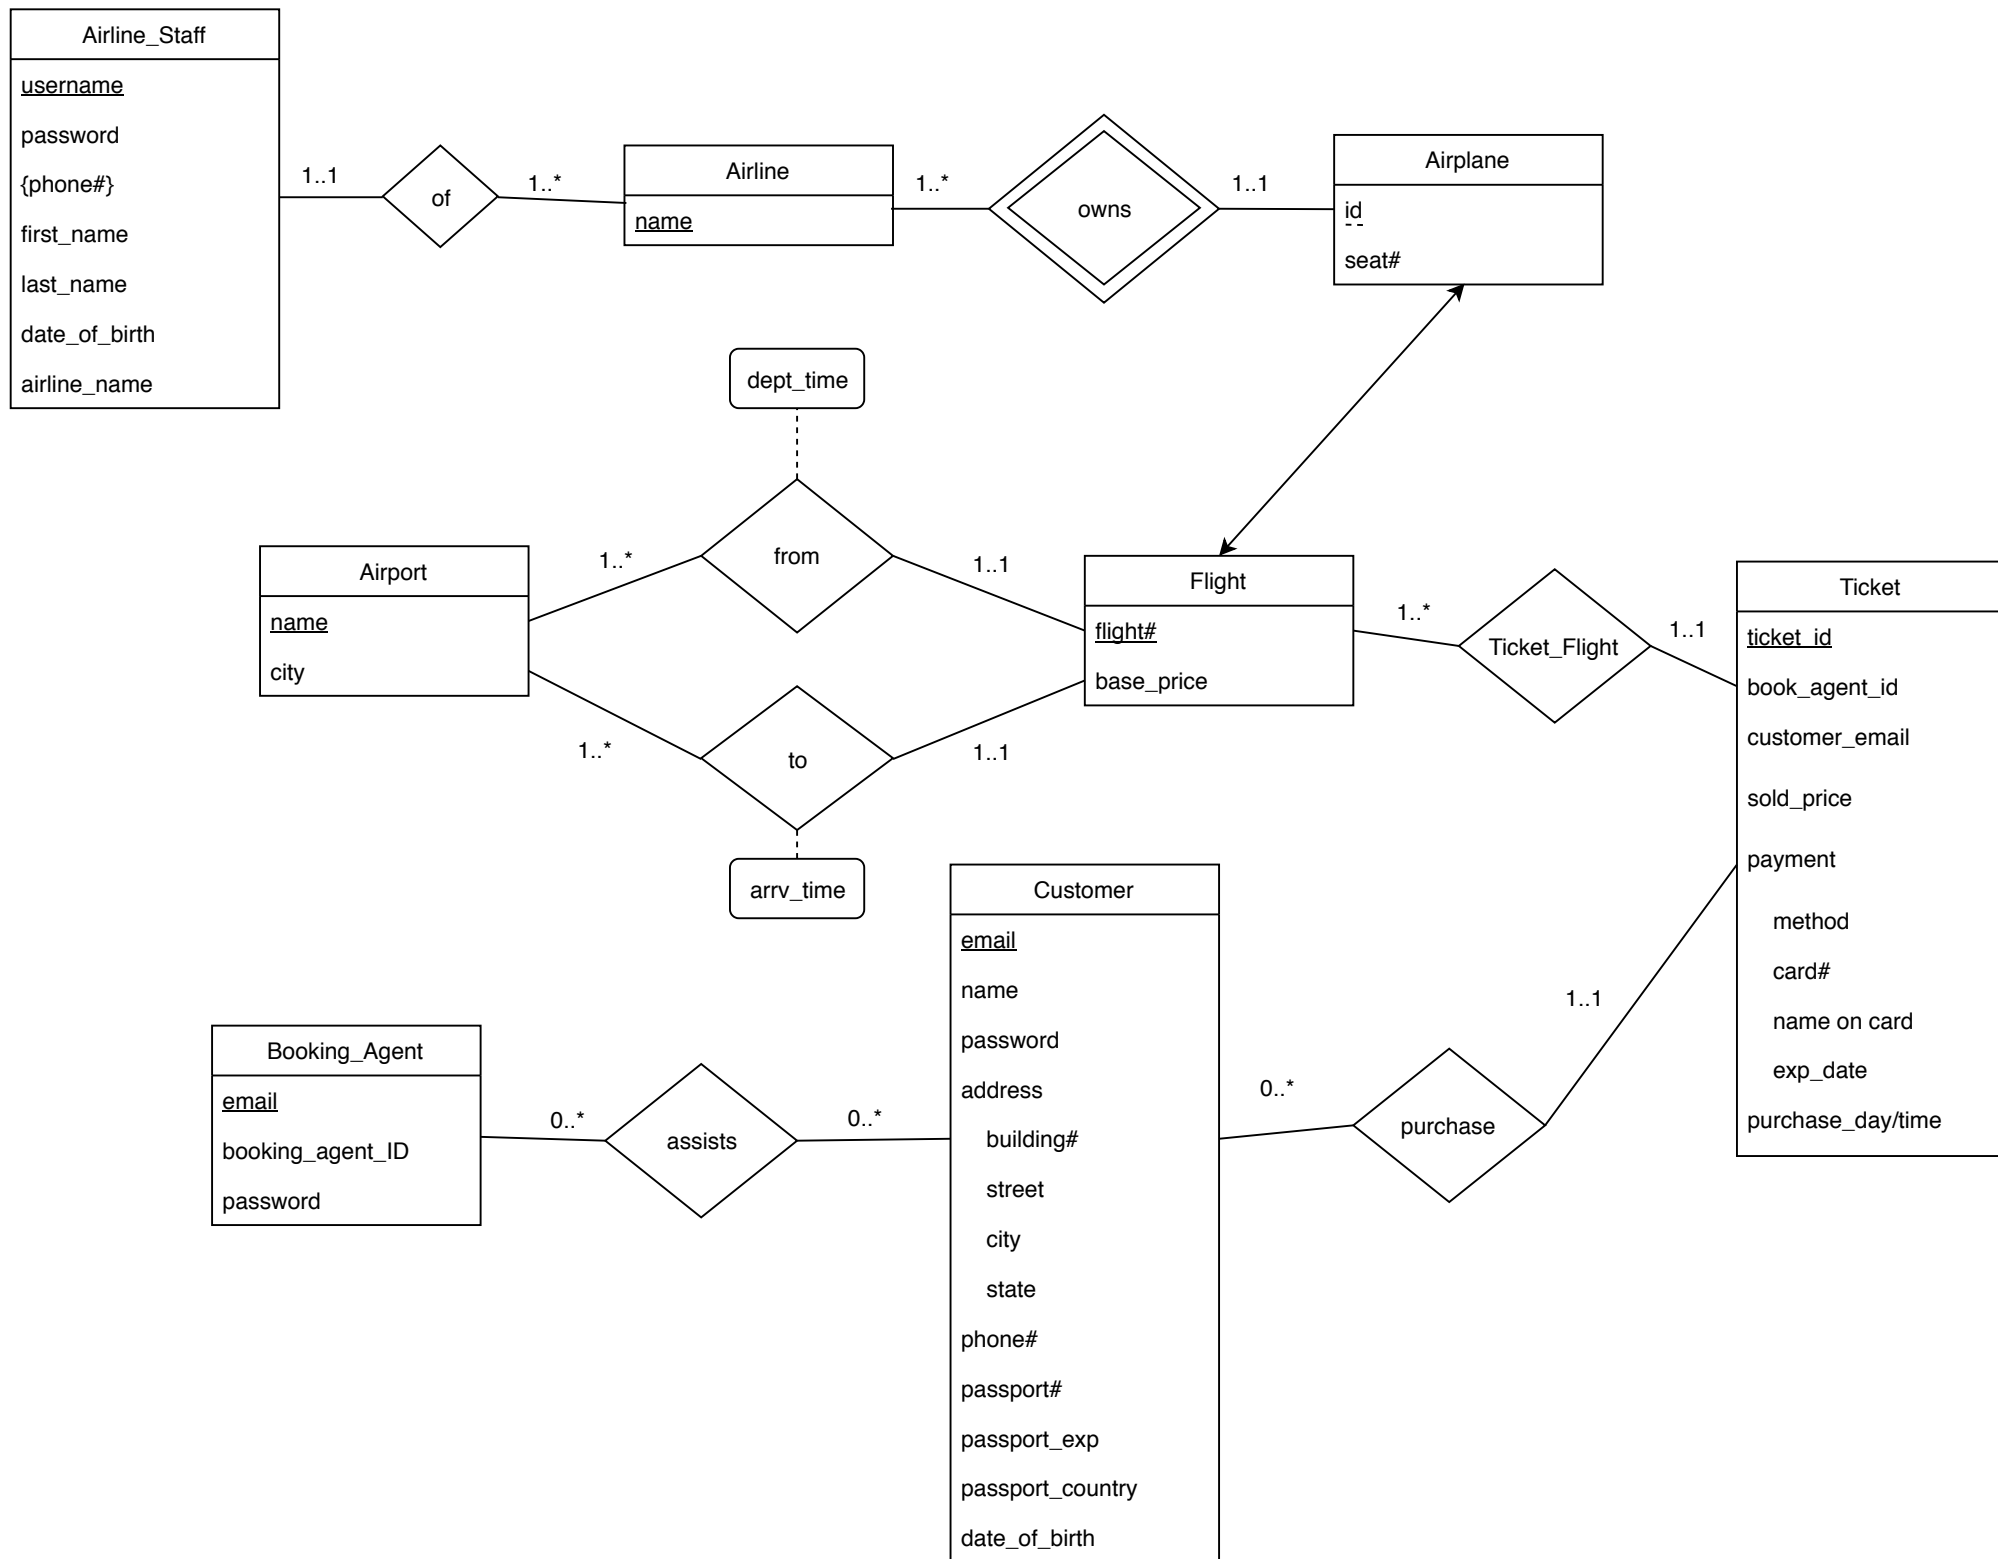 Airline_Staff
username
password
{phone#}
first_name
last_name
date_of_birth
airline_name
1..1
of
1..*
Airline
name
1..*
owns
1..1
Airplane
id
seat#
dept_time
Airport
name
city
1..*
from
1..1
1..*
to
1..1
arrv_time
Flight
flight#
base_price
1..*
Ticket_Flight
1..1
Ticket
ticket_id
book_agent_id
customer_email
sold_price
payment
method
card#
name on card
exp_date
purchase_day/time
Booking_Agent
email
booking_agent_ID
password
0..*
assists
0..*
Customer
email
name
password
address
building#
street
city
state
phone#
passport#
passport_exp
passport_country
date_of_birth
0..*
purchase
1..1